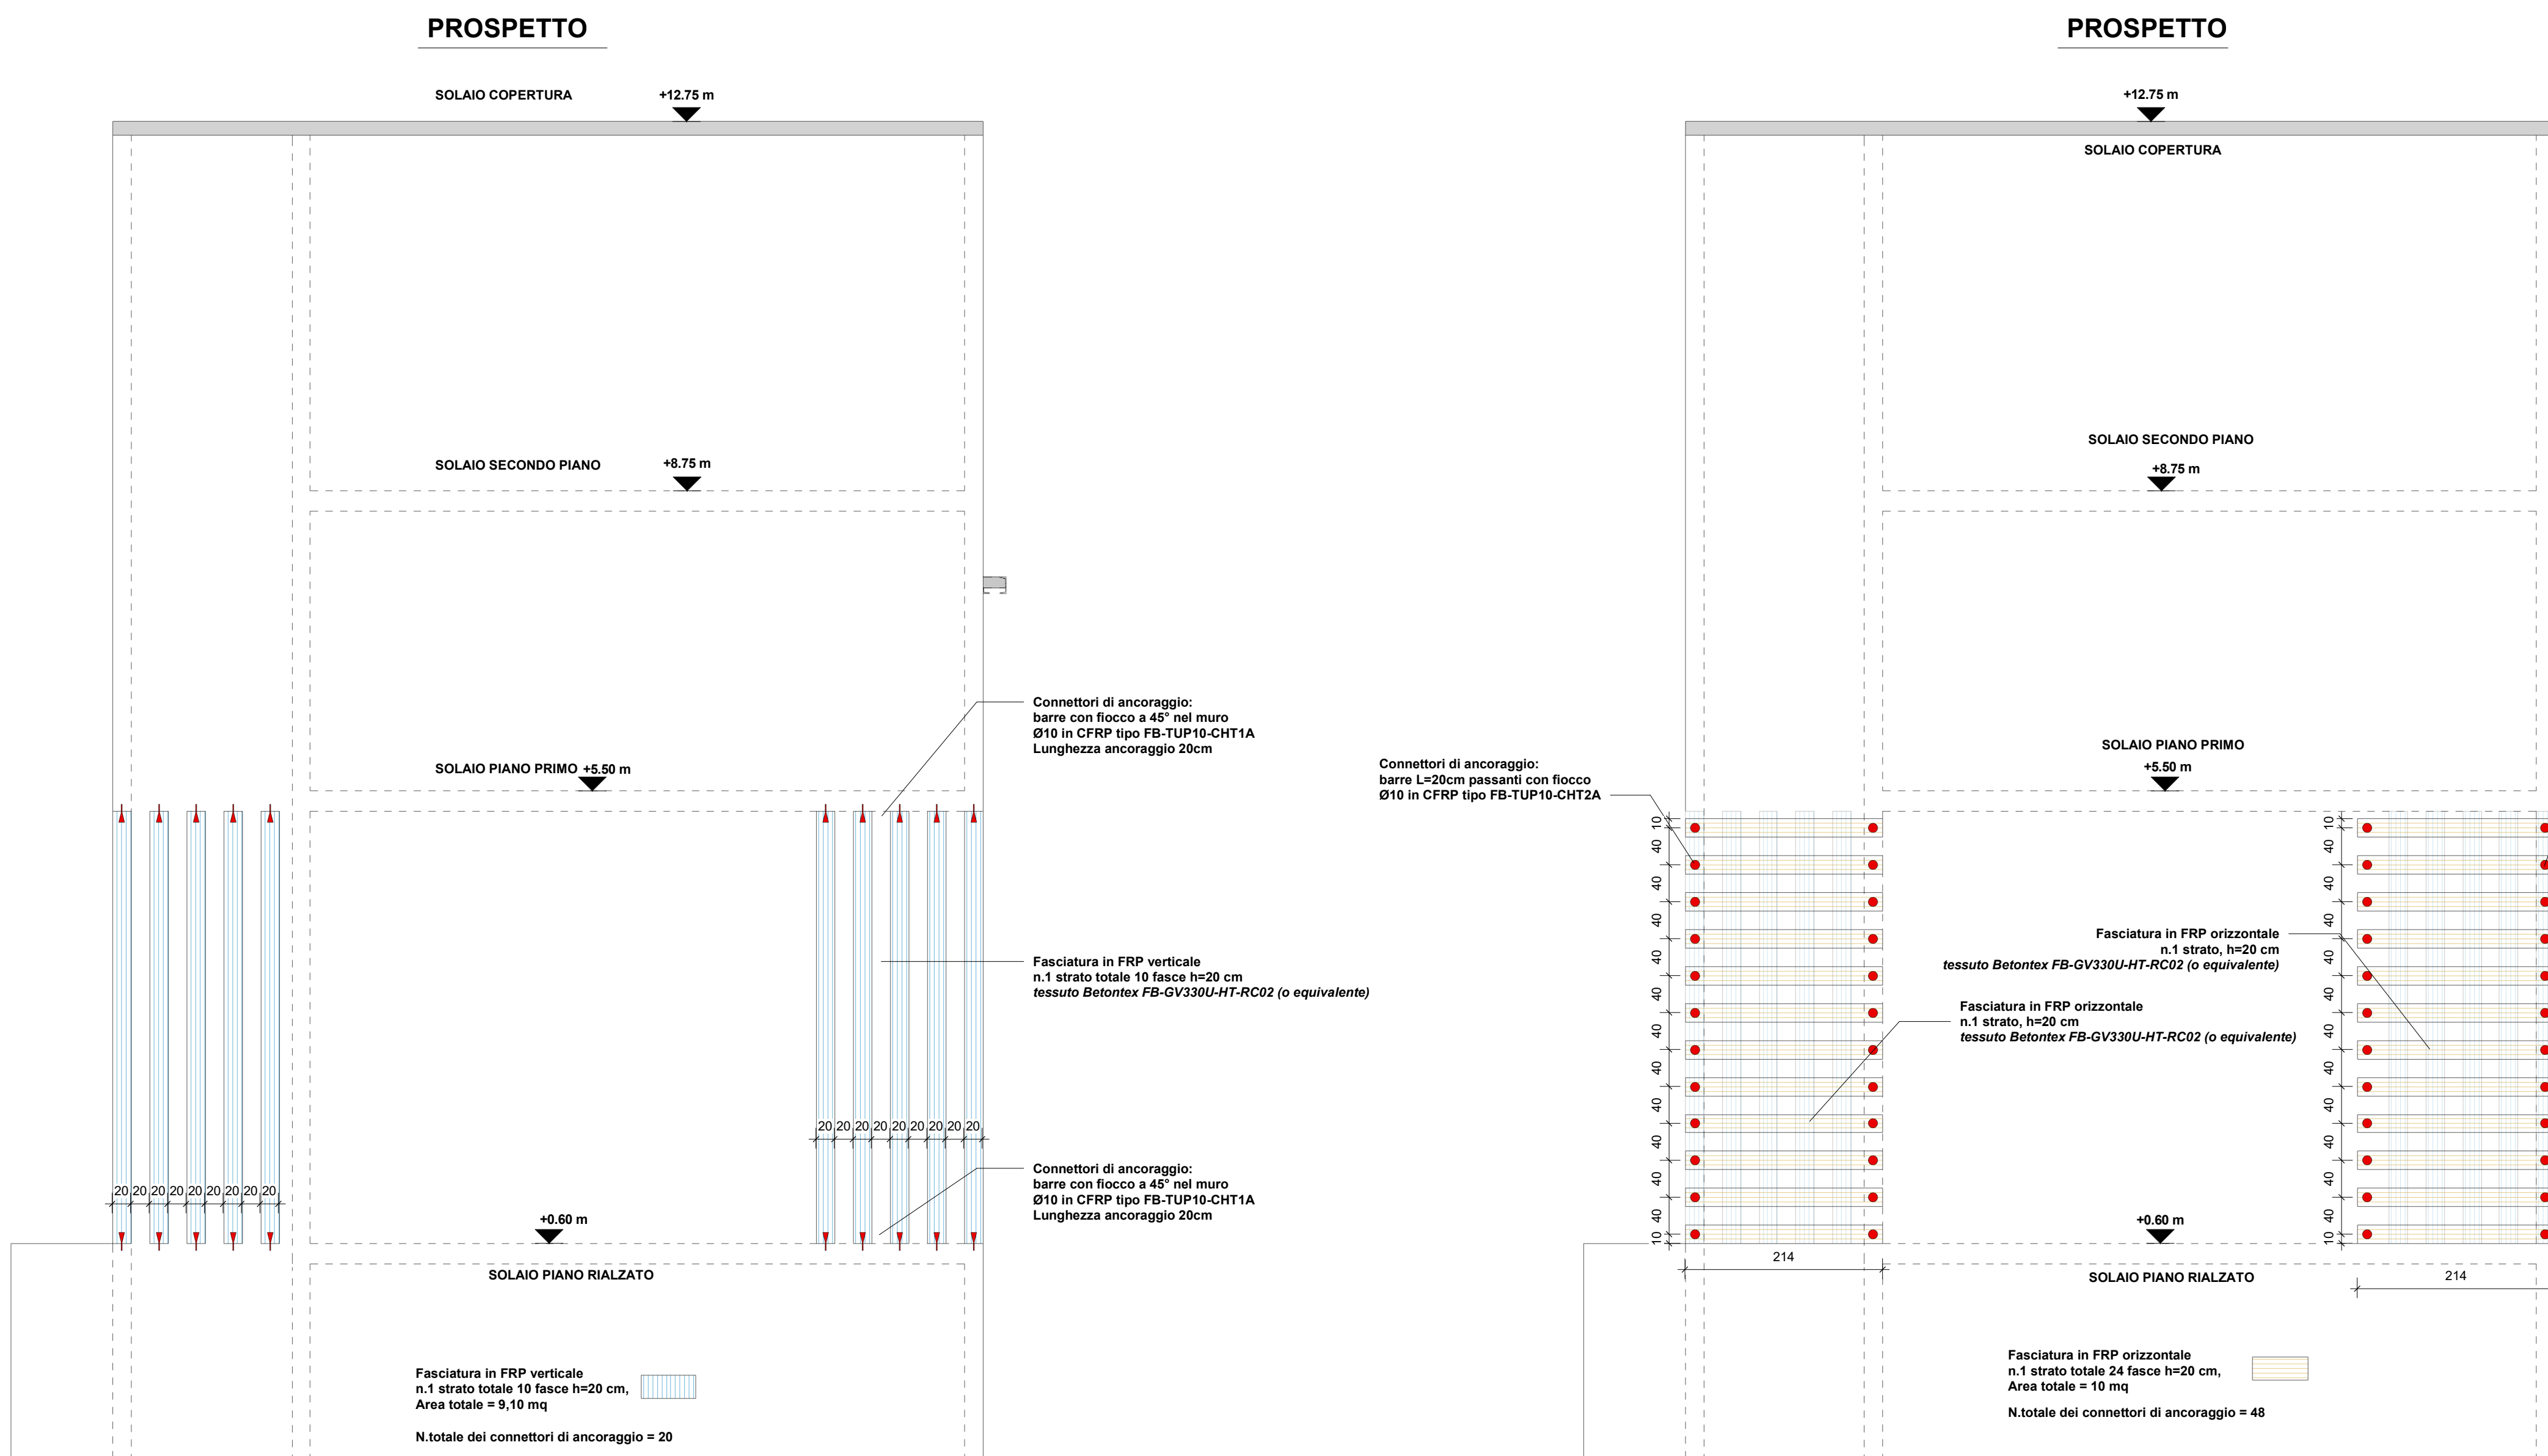 PROSPETTO
SOLAIO COPERTURA
+12.75 m
SOLAIO SECONDO PIANO
+8.75 m
Connettori di ancoraggio:
barre con fiocco a 45° nel muro
Ø10 in CFRP tipo FB-TUP10-CHT1A
Lunghezza ancoraggio 20cm
SOLAIO PIANO PRIMO +5.50 m
Fasciatura in FRP verticale
n.1 strato totale 10 fasce h=20 cm
tessuto Betontex FB-GV330U-HT-RC02 (o equivalente)
20 20 20 20 20 20 20 20 20
Connettori di ancoraggio:
barre con fiocco a 45° nel muro
Ø10 in CFRP tipo FB-TUP10-CHT1A
Lunghezza ancoraggio 20cm
20 20 20 20 20 20 20 20 20
+0.60 m
SOLAIO PIANO RIALZATO
Fasciatura in FRP verticale
n.1 strato totale 10 fasce h=20 cm,
Area totale = 9,10 mq
N.totale dei connettori di ancoraggio = 20
PROSPETTO
+12.75 m
SOLAIO COPERTURA
SOLAIO SECONDO PIANO
+8.75 m
SOLAIO PIANO PRIMO
+5.50 m
Connettori di ancoraggio:
barre L=20cm passanti con fiocco
Ø10 in CFRP tipo FB-TUP10-CHT2A
10
40
40
40
40
40
40
40
40
40
40
40
10
10
40
40
40
40
40
40
40
40
40
40
40
10
Fasciatura in FRP orizzontale
n.1 strato, h=20 cm
tessuto Betontex FB-GV330U-HT-RC02 (o equivalente)
Fasciatura in FRP orizzontale
n.1 strato, h=20 cm
tessuto Betontex FB-GV330U-HT-RC02 (o equivalente)
+0.60 m
214
SOLAIO PIANO RIALZATO
214
Fasciatura in FRP orizzontale
n.1 strato totale 24 fasce h=20 cm,
Area totale = 10 mq
N.totale dei connettori di ancoraggio = 48